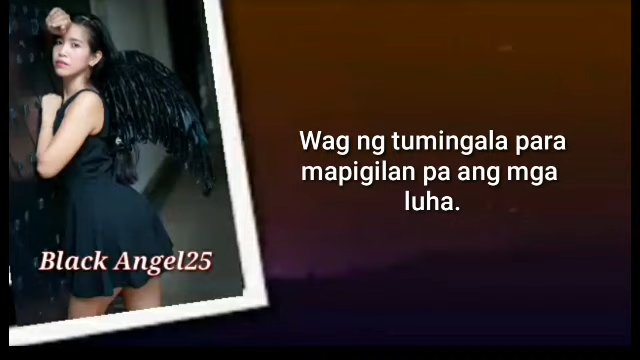 Wag ng tumingala para
mapigilan pa ang mga
luha.
Black Angel25